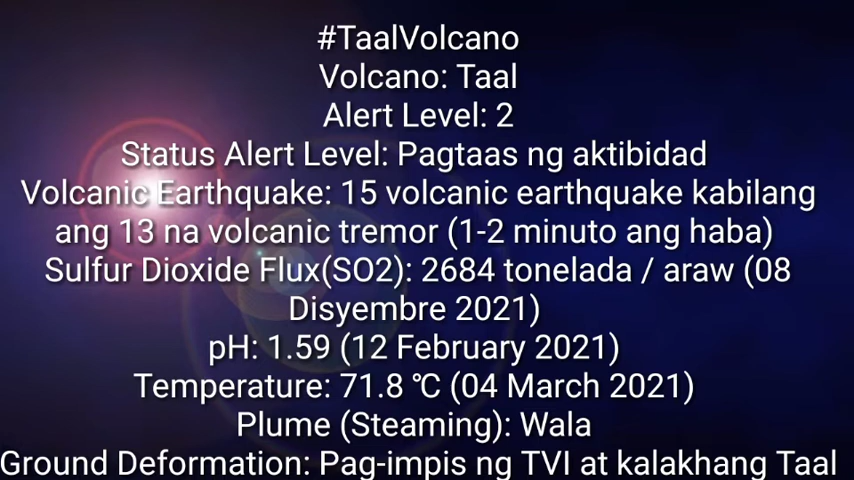 #TaalVolcano
Volcano: Taal
Alert Level: 2
Status Alert Level: Pagtaas ng aktibidad
Volcanic Earthquake: 15 volcanic earthquake kabilang
ang 13 na volcanic tremor (1-2 minuto ang haba)
Sulfur Dioxide Flux(SO2): 2684 tonelada / araw (08
Disyembre 2021)
pH: 1.59 (12 February 2021)
Temperature: 71.8 ℃ (04 March 2021)
Plume (Steaming): Wala
Ground Deformation: Pag-impis ng TVI at kalakhang Taal